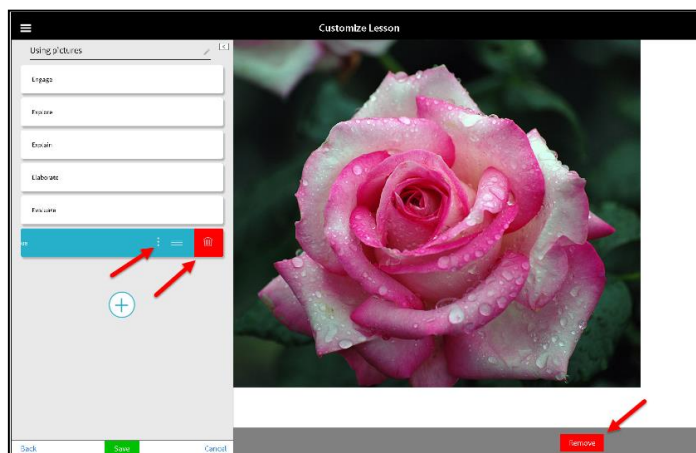 Customize Lesson
Using pictures
Engage
Explore
Explain
Elaborate
Evaluate
Back
Save
Cancel
Remove